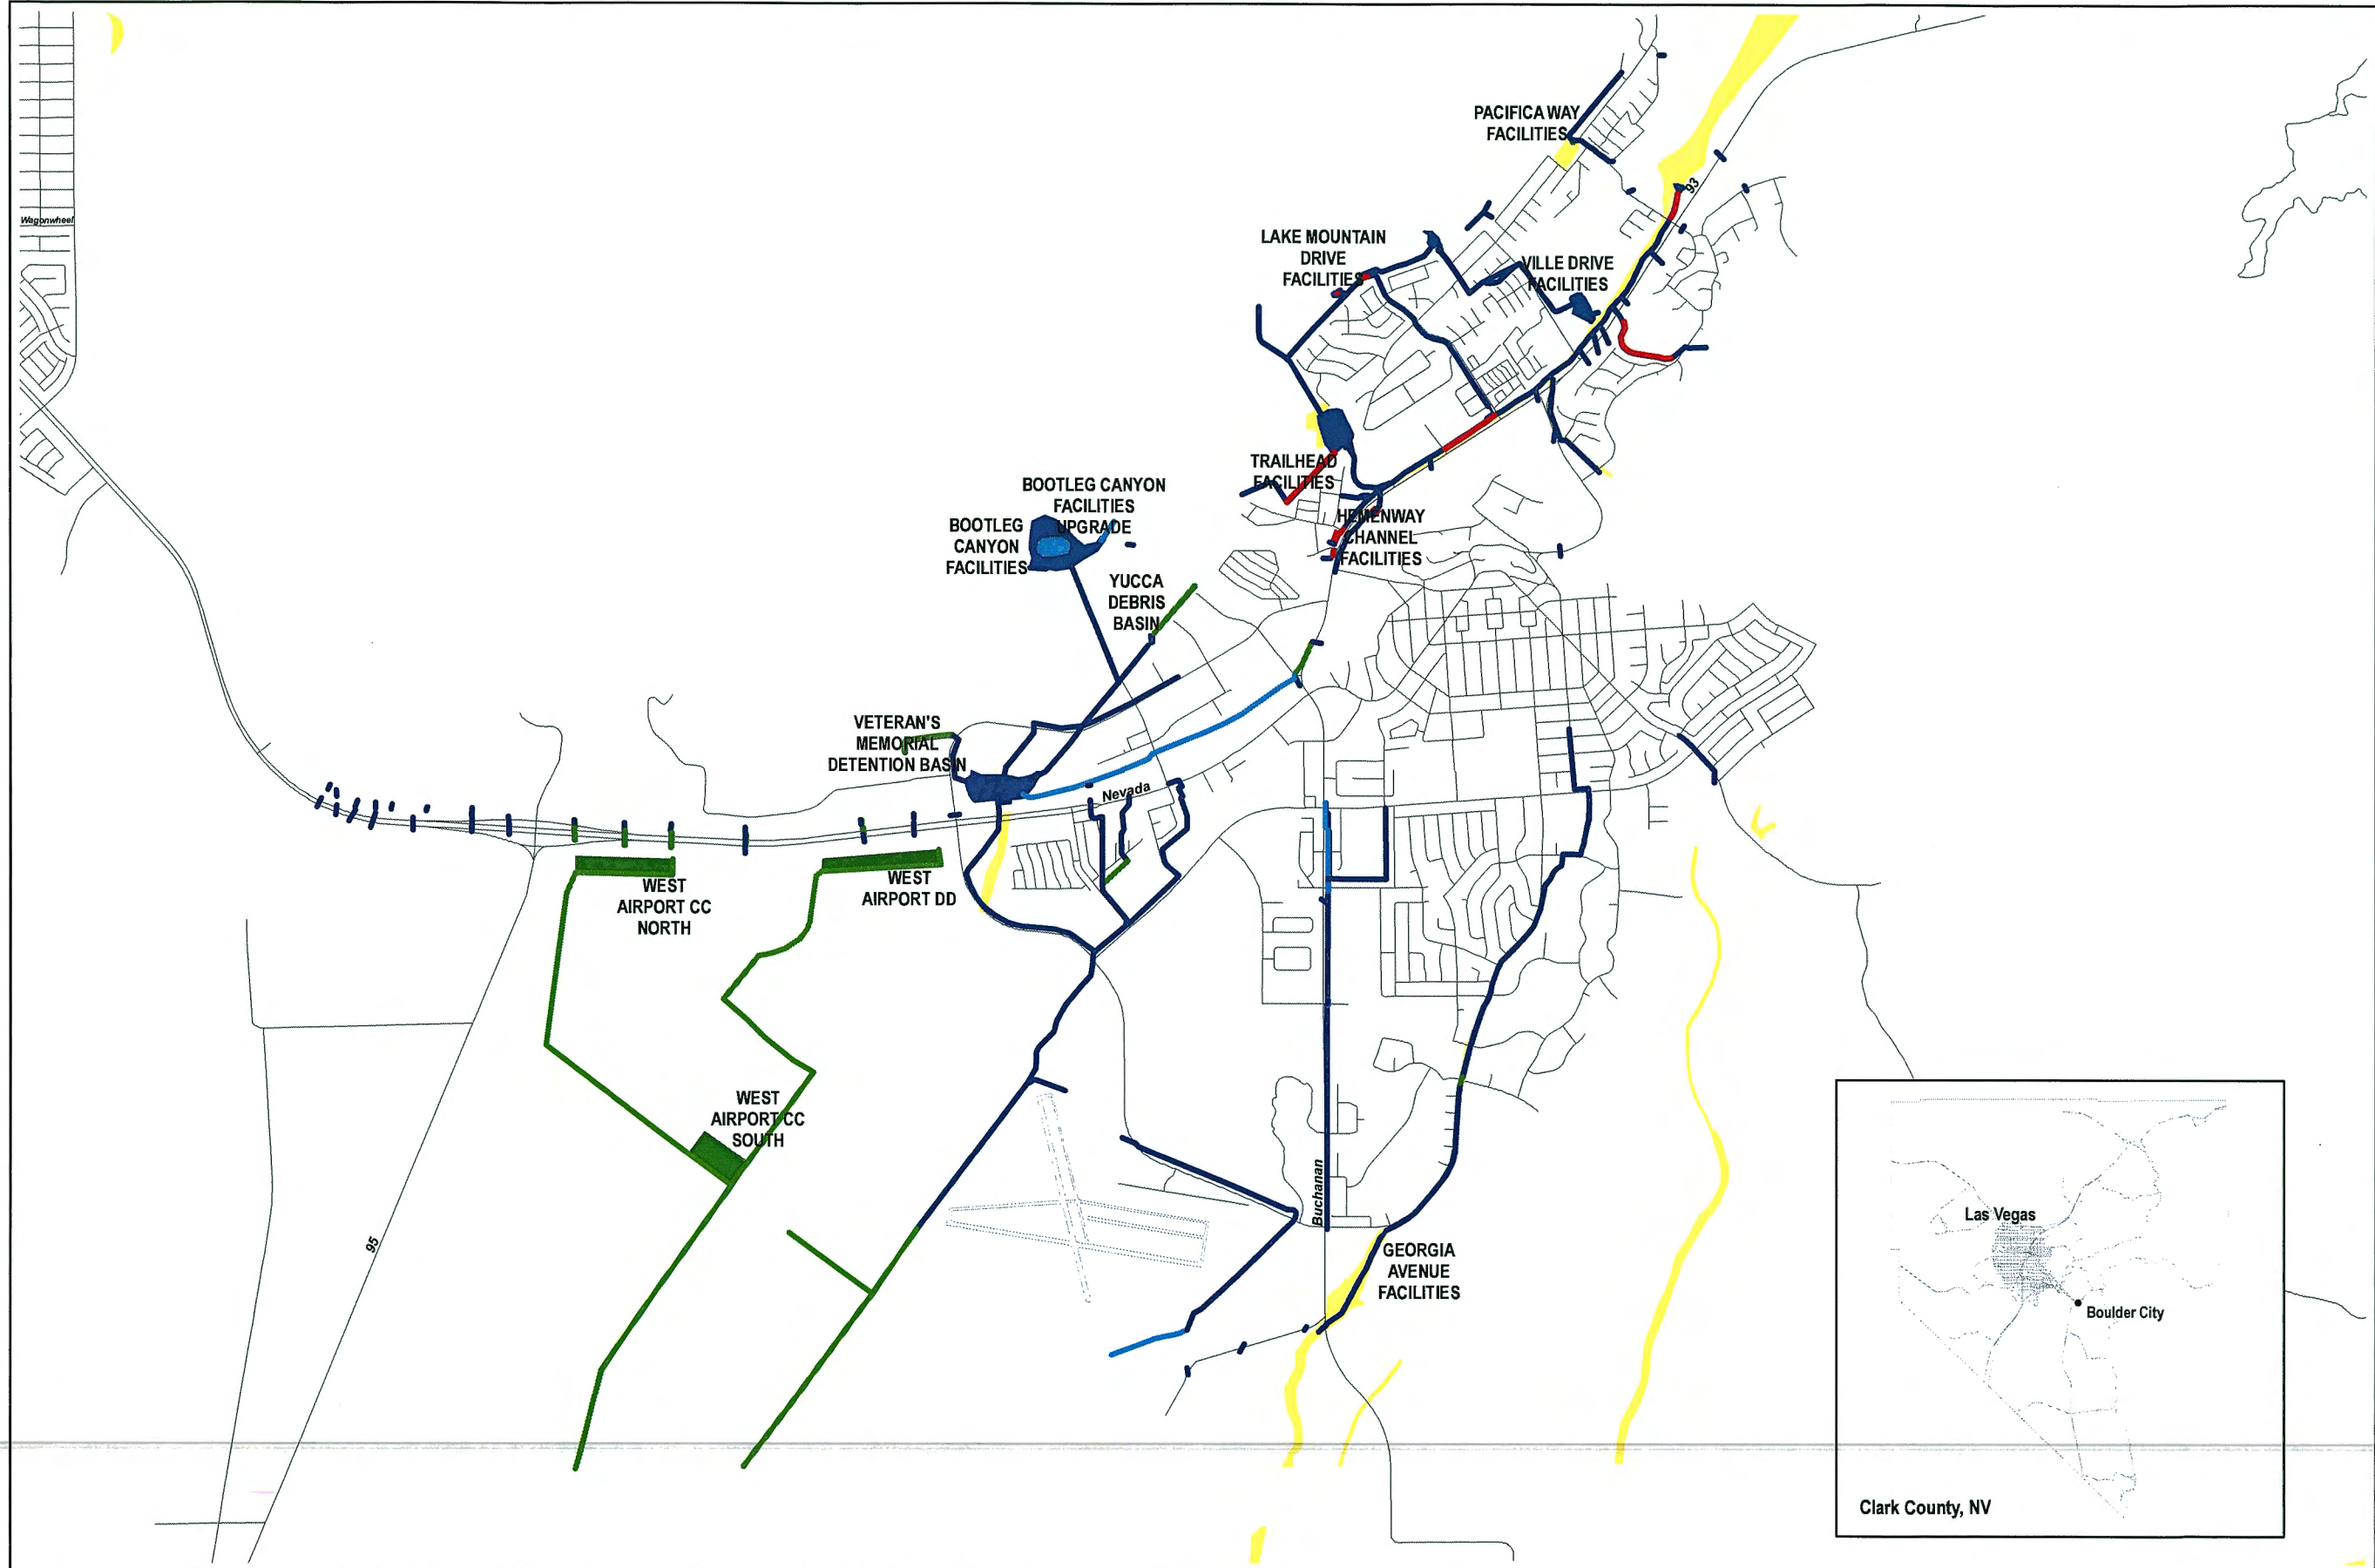 PACIFICA WAY
FACILITIES
93
Wagonwheel
LAKE MOUNTAIN
DRIVE
FACILITIES
VILLE DRIVE
FACILITIES
TRAILHEAD
FACILITIES
BOOTLEG CANYON
FACILITIES
UPGRADE
BOOTLEG
CANYON
FACILITIES
HEMENWAY
CHANNEL
FACILITIES
YUCCA
DEBRIS
BASIN
VETERAN'S
MEMORIAL
DETENTION BASIN
Nevada
WEST
AIRPORT CC
NORTH
WEST
AIRPORT DD
WEST
AIRPORT CC
SOUTH
Buchanan
95
GEORGIA
AVENUE
FACILITIES
Las Vegas
Boulder City
Clark County, NV